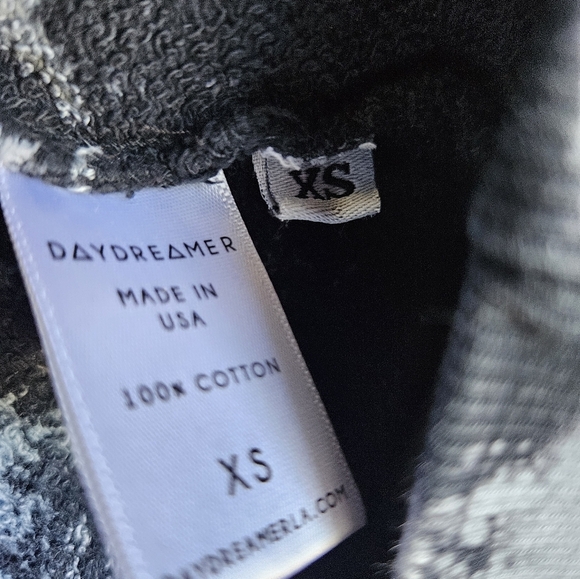 XS
DAYDREAMER
MADE IN
USA
100% COTTON
XS
DAYDREAMERLA.COM